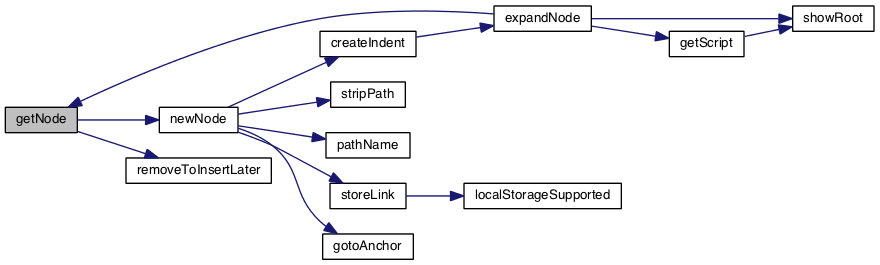 expandNode
showRoot
createIndent
getScript
stripPath
getNode
newNode
pathName
removeToInsertLater
storeLink
localStorageSupported
gotoAnchor